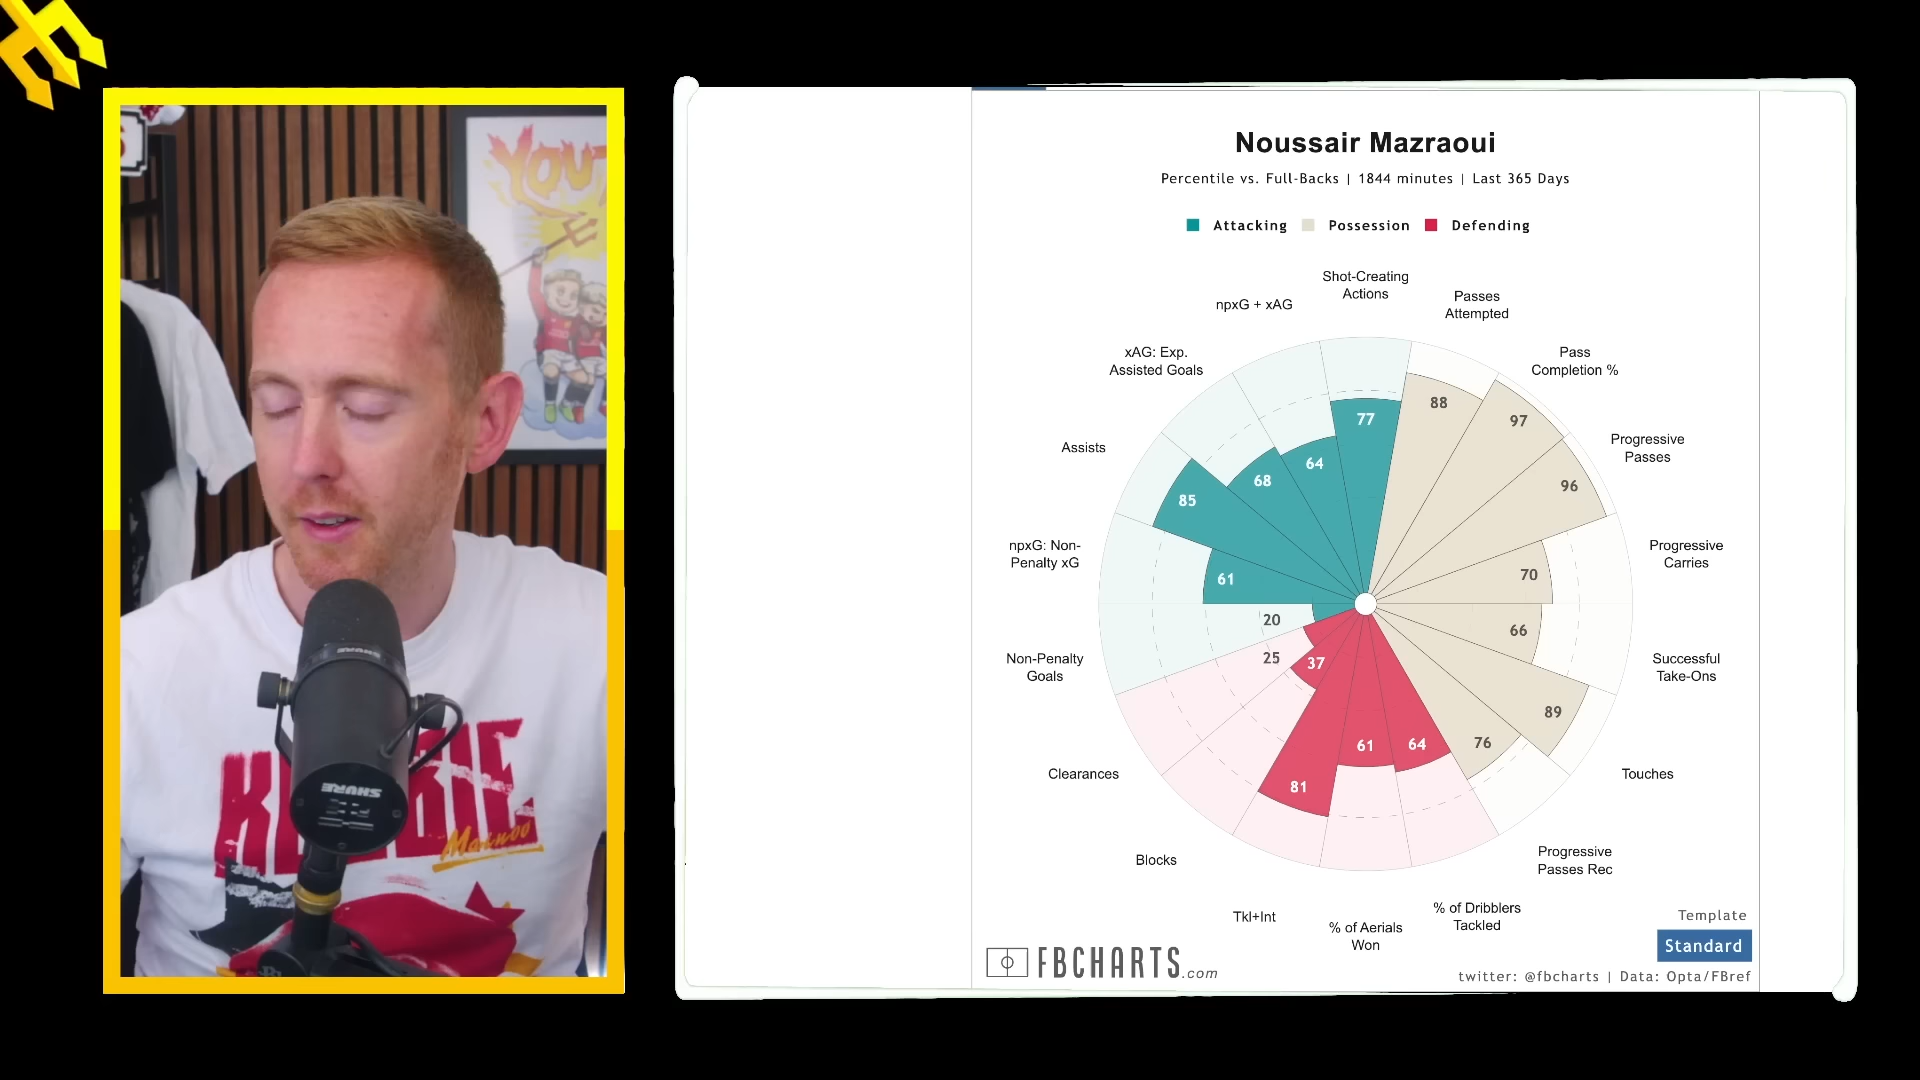 YOUT
SHURE
SHURE
Mainoo
Noussair Mazraoui
Percentile vs. Full-Backs | 1844 minutes | Last 365 Days
Attacking Possession Defending
Shot-Creating
Actions
Passes
Attempted
Pass
Completion %
Progressive
Passes
Progressive
Carries
Successful
Take-Ons
Touches
Progressive
Passes Rec
% of Dribblers
Tackled
% of Aerials
Won
Tkl+Int
Blocks
Clearances
Non-Penalty
Goals
npxG: Non-
Penalty xG
Assists
xAG: Exp.
Assisted Goals
npxG + xAG
77
88
97
96
70
66
89
76
64
61
81
37
25
20
61
85
68
64
FBCHARTS.com
Template
Standard
twitter: @fbcharts | Data: Opta/FBref